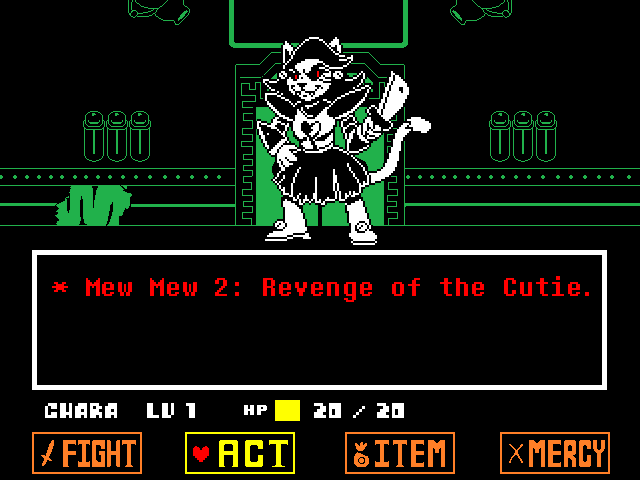 * Mew Mew 2: Revenge of the Cutie.
CHARA LV 1 HP 20 / 20
FIGHT ACT ITEM MERCY